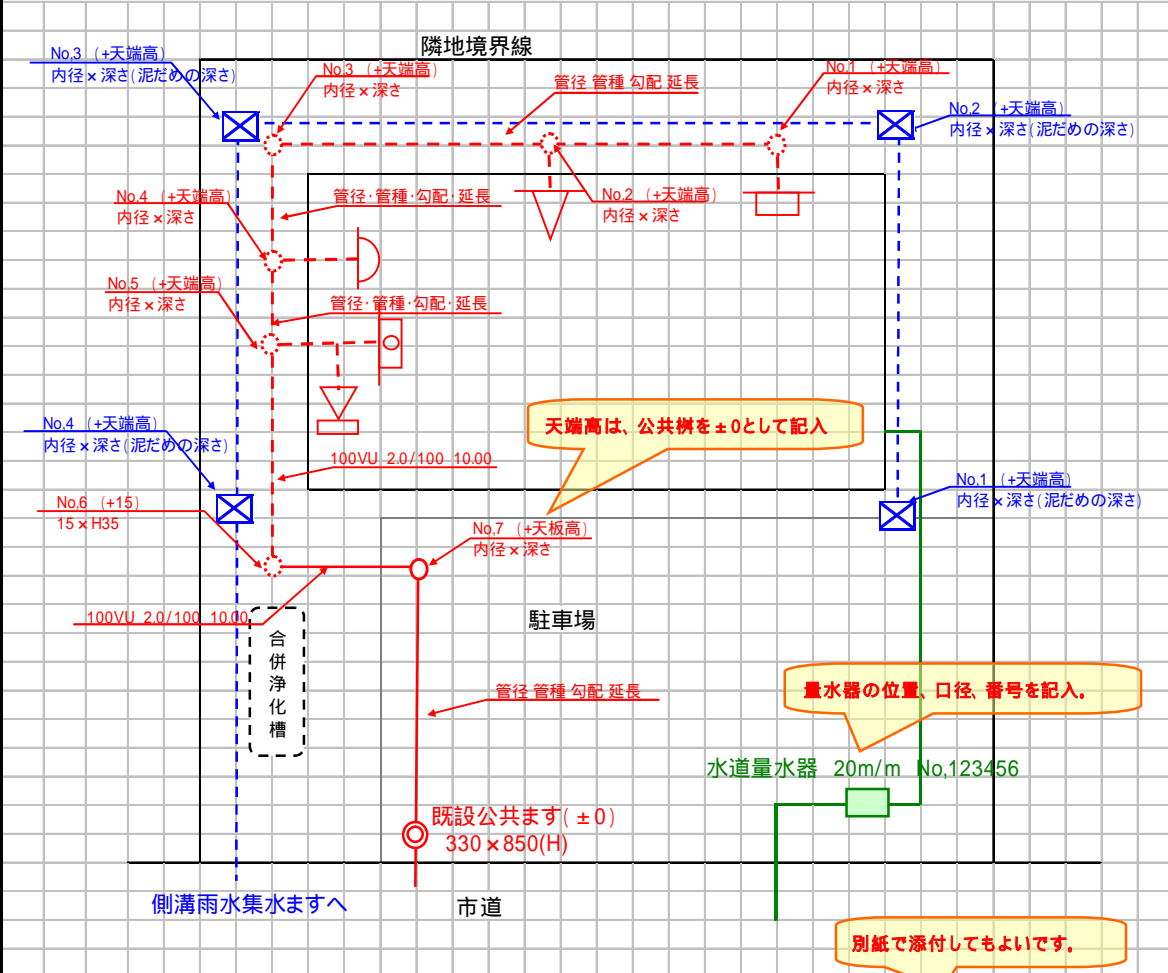 隣地境界線
No,3 (+天端高)
内径×深さ(泥だめの深さ)
No.3 (+天端高)
内径×深さ
管径 管種 勾配 延長
No.1 (+天端高)
内径×深さ
No.2 (+天端高)
内径×深さ(泥だめの深さ)
No.4 (+天端高)
内径×深さ
管径・管種・勾配・延長
No.2 (+天端高)
内径×深さ
No.5 (+天端高)
内径×深さ
管径・管種・勾配・延長
No.4 (+天端高)
内径×深さ(泥だめの深さ)
天端高は、公共桝を±0として記入
100VU 2.0/100 10.00
No.1 (+天端高)
内径×深さ(泥だめの深さ)
No,6 (+15)
15×H35
No,7 (+天板高)
内径×深さ
100VU 2.0/100 10.00
駐車場
合併浄化槽
管径 管種 勾配 延長
量水器の位置、口径、番号を記入。
水道量水器 20m/m No,123456
既設公共ます(±0)
330×850(H)
側溝雨水集水ますへ
市道
別紙で添付してもよいです。